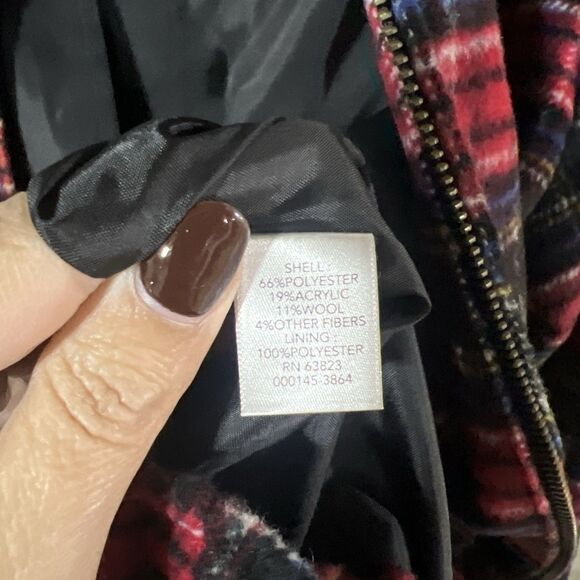 SHELL :
66%POLYESTER
19%ACRYLIC
11%WOOL
4%OTHER FIBERS
LINING :
100%POLYESTER
RN 63823
000145-3864